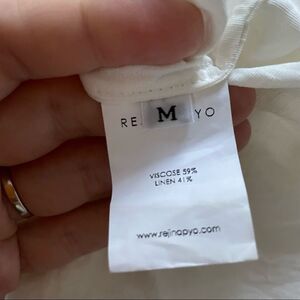 RE M YO
VISCOSE 59%
LINEN 41%
www.rejinapyo.com